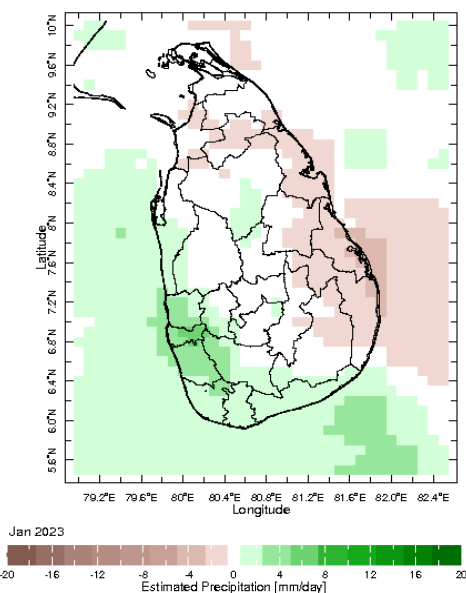 10°N
9.6°N
9.2°N
8.8°N
8.4°N
8°N
7.6°N
7.2°N
6.8°N
6.4°N
6.0°N
5.6°N
Latitude
79.2°E 80°E 80.4°E 80.8°E 81.2°E 81.6°E 82.0°E 82.4°E
Longitude
Jan 2023
-20 -16 -12 -8 -4 0 4 8 12 16 20
Estimated Precipitation [mm/day]